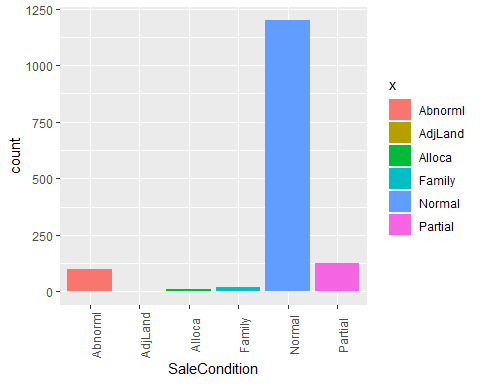 1250
1000
750
500
250
0
count
Abnorml
AdjLand
Alloca
Family
Normal
Partial
SaleCondition
x
Abnorml
AdjLand
Alloca
Family
Normal
Partial